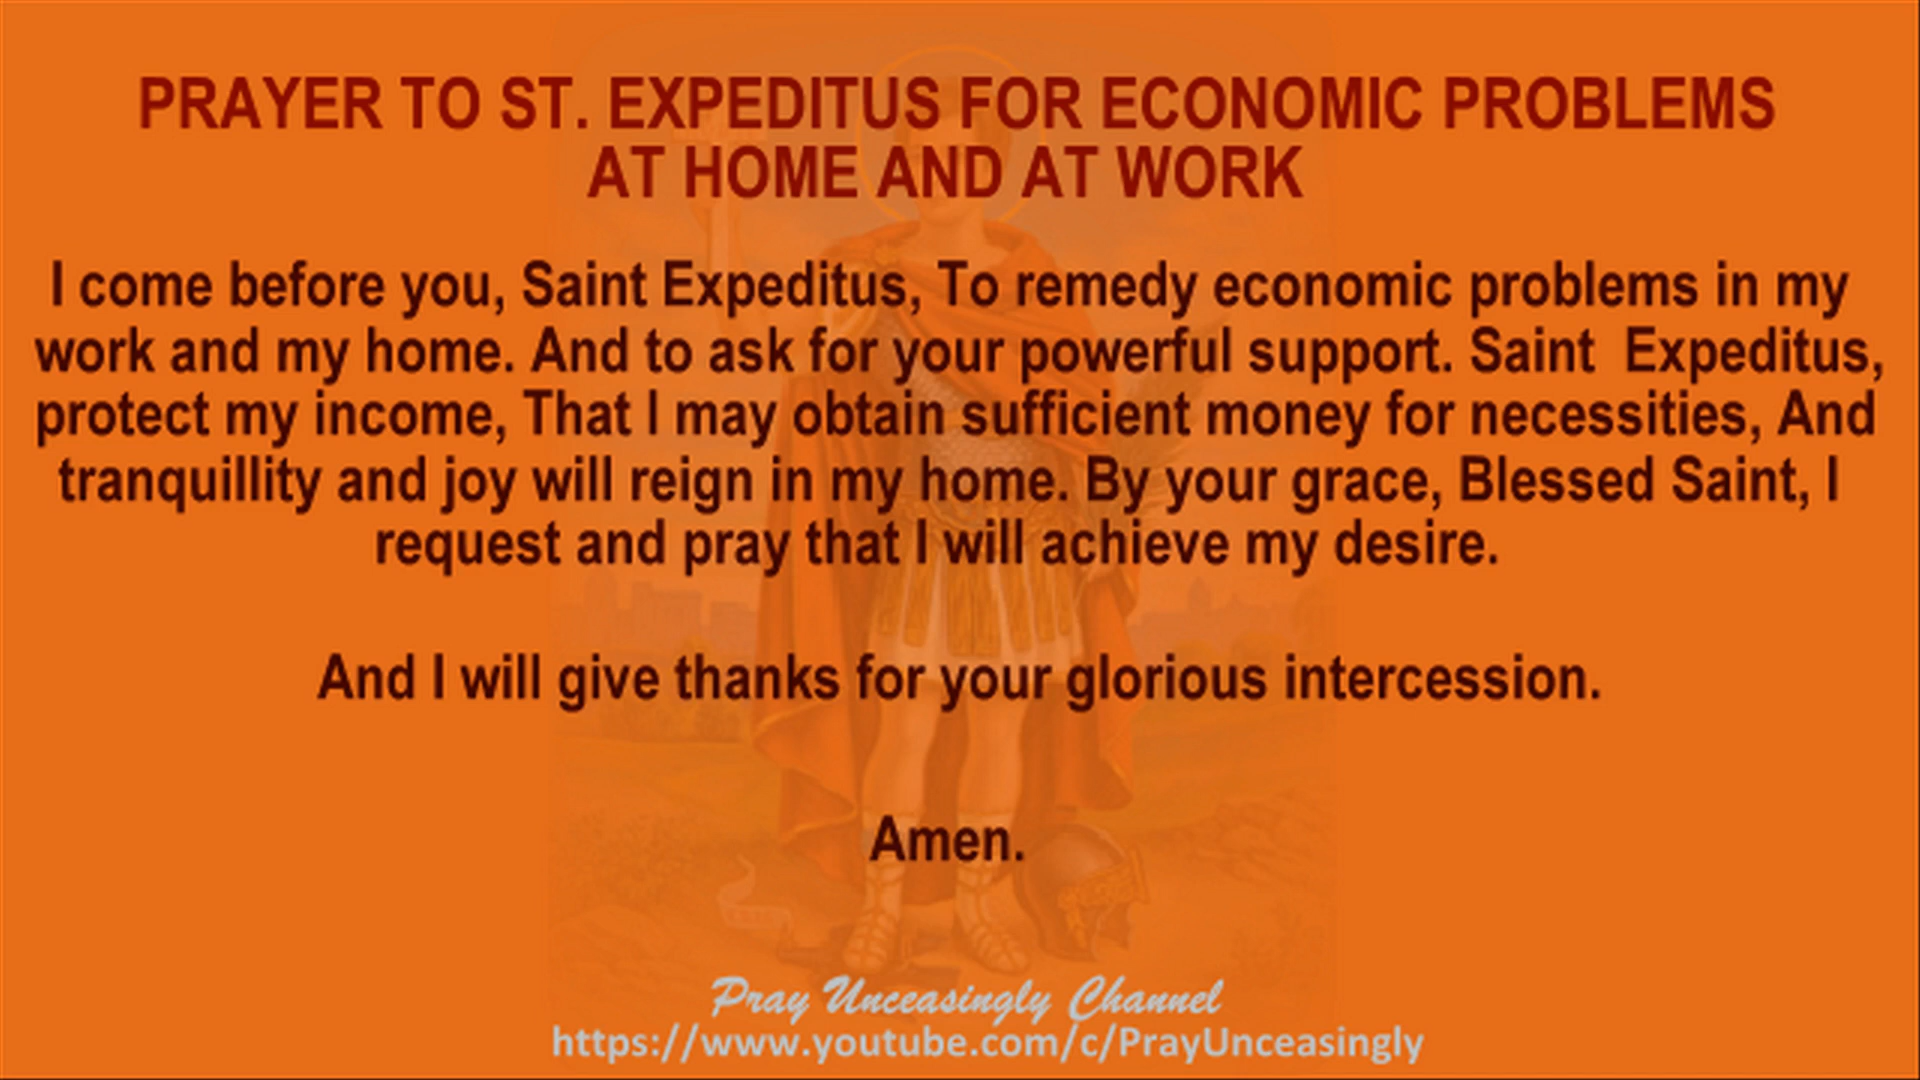 PRAYER TO ST. EXPEDITUS FOR ECONOMIC PROBLEMS
AT HOME AND AT WORK
I come before you, Saint Expeditus, To remedy economic problems in my
work and my home. And to ask for your powerful support. Saint  Expeditus,
protect my income, That I may obtain sufficient money for necessities, And
tranquillity and joy will reign in my home. By your grace, Blessed Saint, I
request and pray that I will achieve my desire.
And I will give thanks for your glorious intercession.
Amen.
Pray Unceasingly Channel
https://www.youtube.com/c/PrayUnceasingly